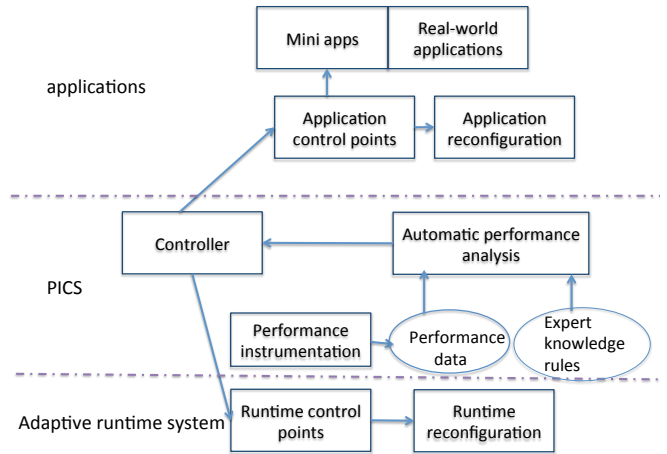 Mini apps
Real-world
applications
applications
Application
control points
Application
reconfiguration
Controller
Automatic performance
analysis
PICS
Performance
instrumentation
Performance
data
Expert
knowledge
rules
Adaptive runtime system
Runtime control
points
Runtime
reconfiguration